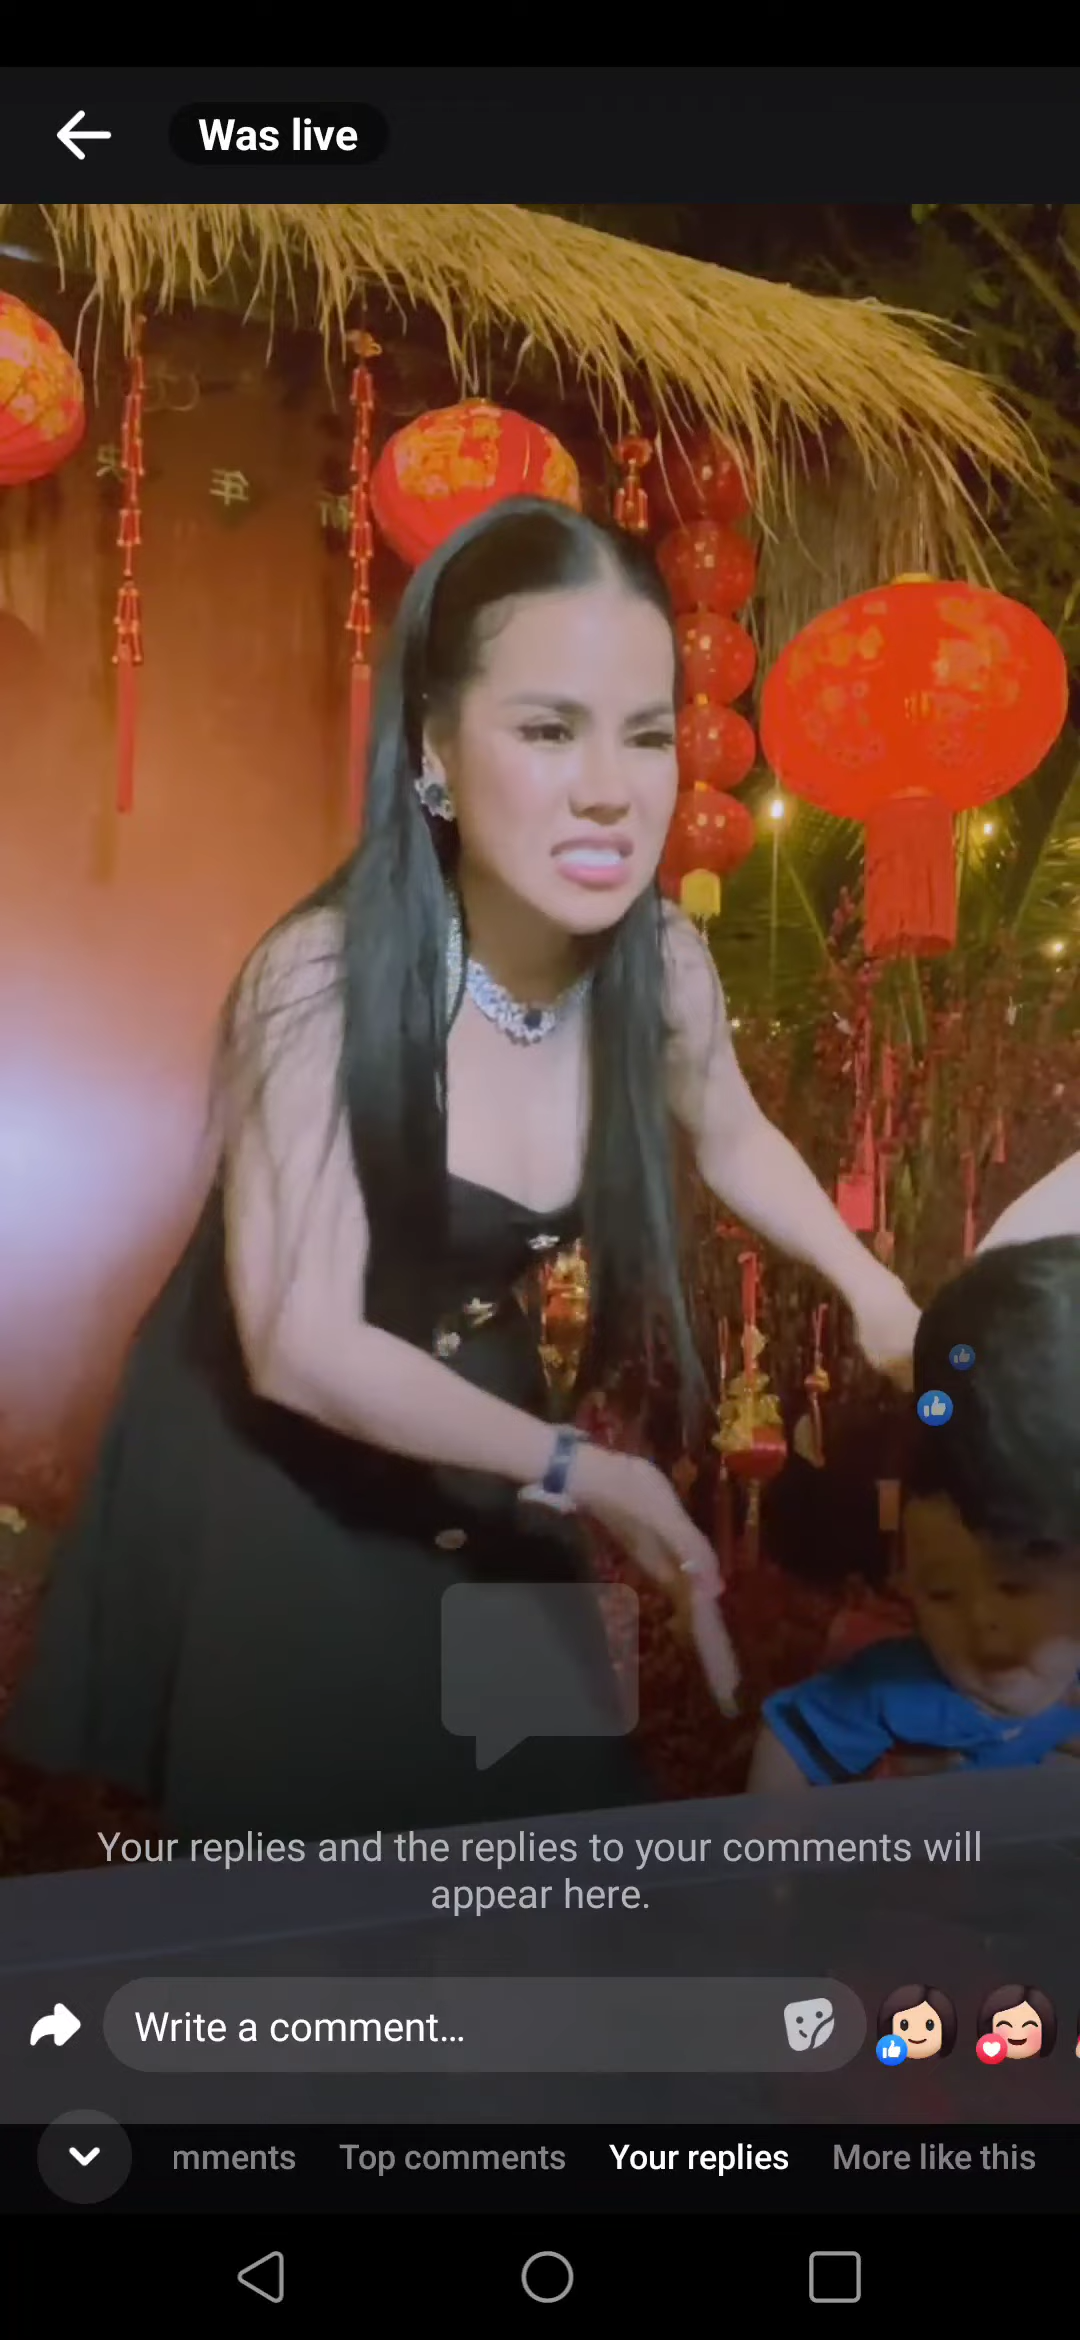 Was live
年
Your replies and the replies to your comments will
appear here.
Write a comment...
mments
Top comments
Your replies
More like this